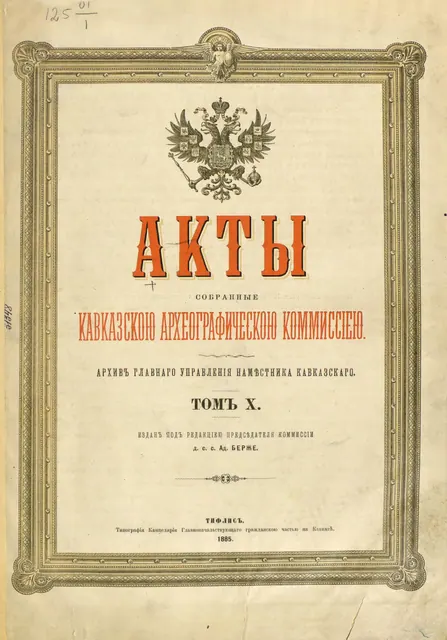 125 01/1
АКТЫ
СОБРАННЫЕ
КАВКАЗСКОЮ АРХЕОГРАФИЧЕСКОЮ КОММИССІЕЮ.
АРХИВЪ ГЛАВНАГО УПРАВЛЕНІЯ НАМѢСТНИКА КАВКАЗСКАГО.
ТОМЪ X.
ИЗДАНЪ ПОДЪ РЕДАКЦІЕЮ ПРЕДСѢДАТЕЛЯ КОММИССІИ
Д. С. С. АД. БЕРЖЕ.
ТИФЛИСЪ.
Типографія Канцеляріи Главноначальствующаго гражданскою частью на Кавказѣ.
1885.